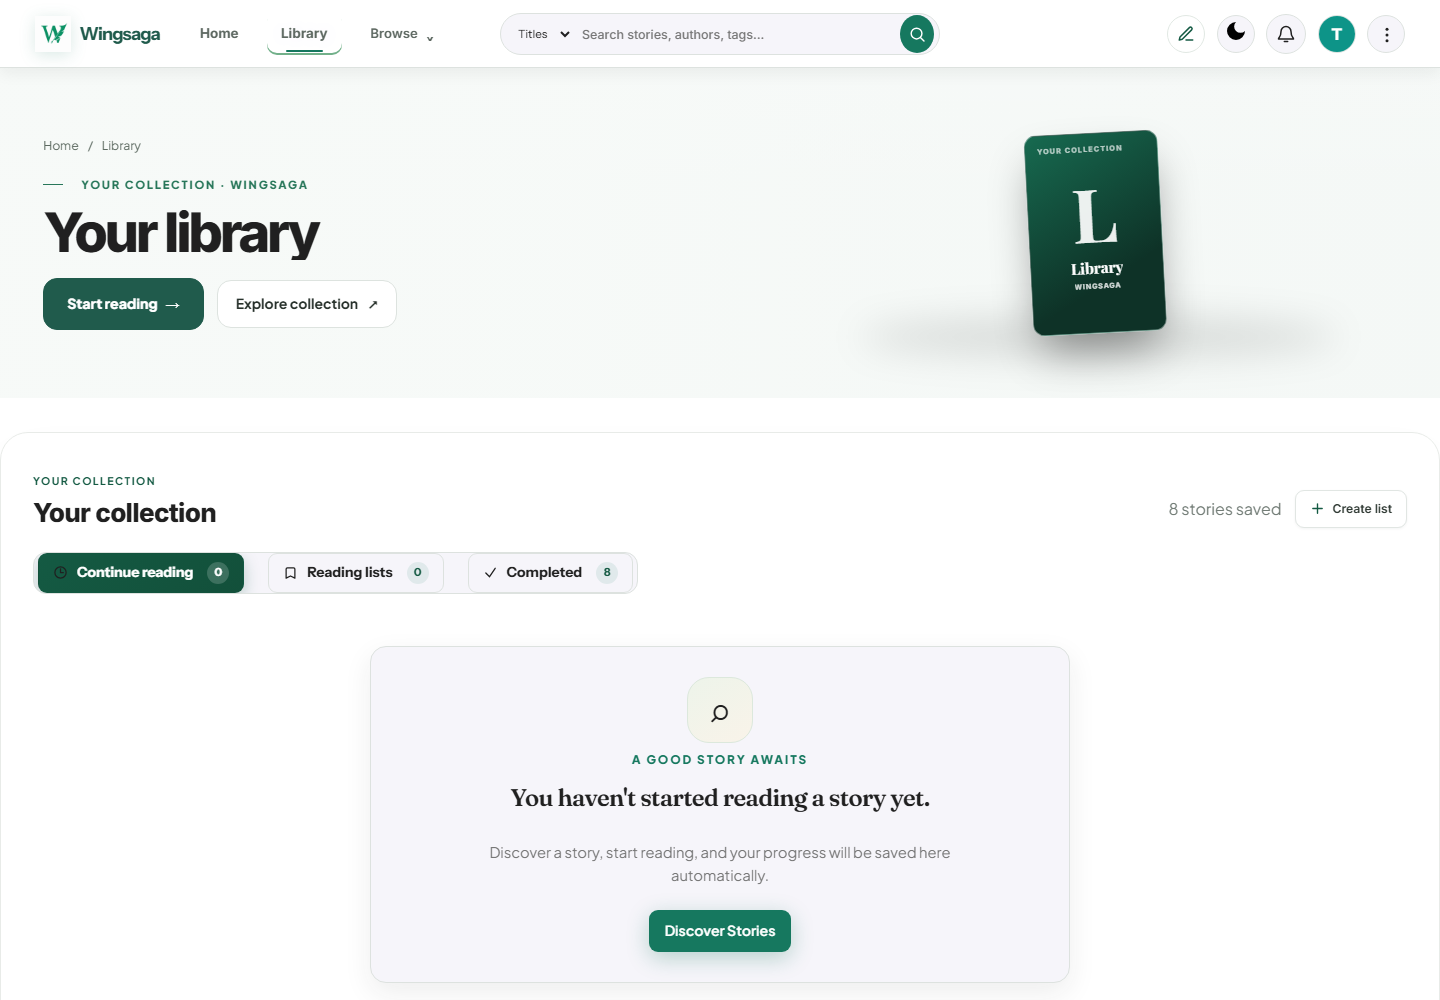 Wingsaga
Home
Library
Browse
Titles
Search stories, authors, tags...
T
Home / Library
YOUR COLLECTION · WINGSAGA
Your library
Start reading →
Explore collection ↗
YOUR COLLECTION
L
Library
WINGSAGA
YOUR COLLECTION
Your collection
8 stories saved
Create list
Continue reading 0
Reading lists 0
Completed 8
A GOOD STORY AWAITS
You haven't started reading a story yet.
Discover a story, start reading, and your progress will be saved here
automatically.
Discover Stories